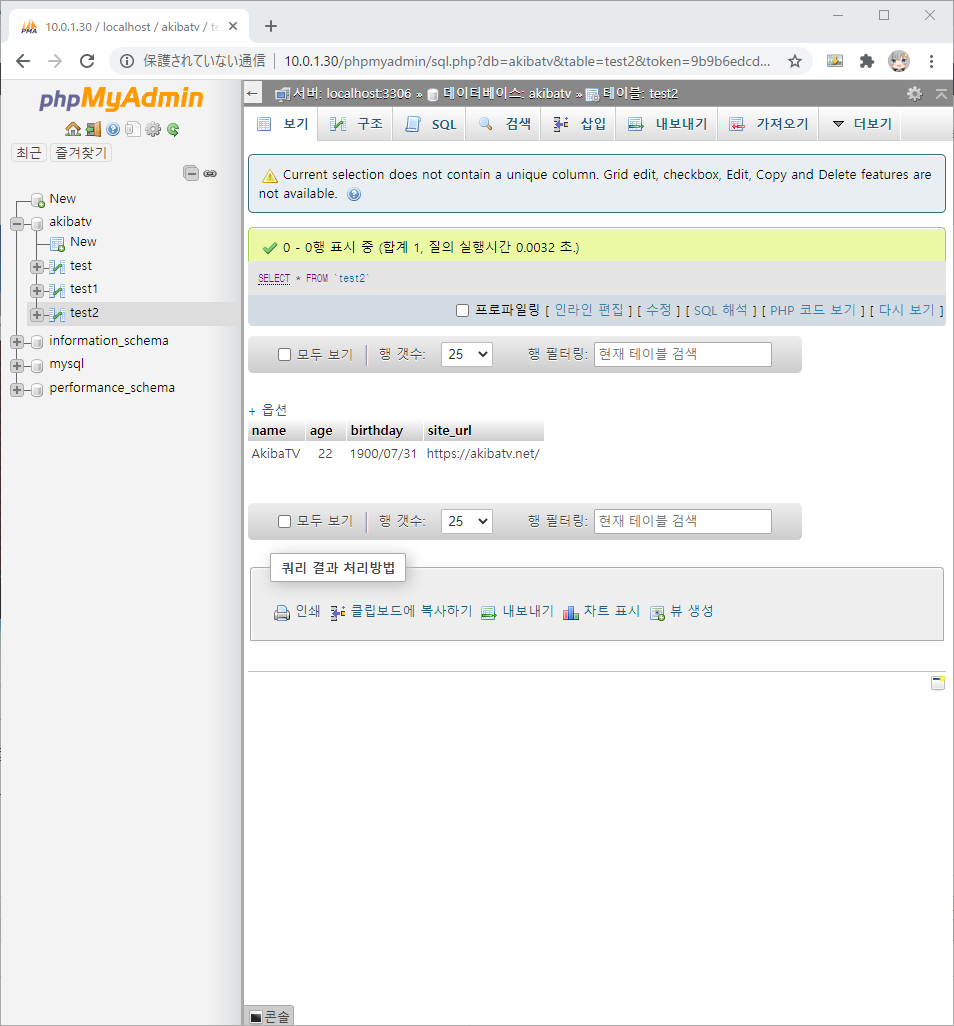 10.0.1.30 / localhost / akibatv / te
保護されていない通信 10.0.1.30/phpmyadmin/sql.php?db=akibatv&table=test2&token=9b9b6edcd...
phpMyAdmin
최근 즐겨찾기
New
akibatv
New
test
test1
test2
information_schema
mysql
performance_schema
서버: localhost:3306 » 데이터베이스: akibatv » 테이블: test2
보기 구조 SQL 검색 삽입 내보내기 가져오기 더보기
Current selection does not contain a unique column. Grid edit, checkbox, Edit, Copy and Delete features are
not available.
0 - 0행 표시 중 (합계 1, 질의 실행시간 0.0032 초.)
SELECT * FROM `test2`
프로파일링 [ 인라인 편집 ] [ 수정 ] [ SQL 해석 ] [ PHP 코드 보기 ] [ 다시 보기 ]
모두 보기 행 갯수: 25 행 필터링: 현재 테이블 검색
+ 옵션
name age birthday site_url
AkibaTV 22 1900/07/31 https://akibatv.net/
모두 보기 행 갯수: 25 행 필터링: 현재 테이블 검색
쿼리 결과 처리방법
인쇄 클립보드에 복사하기 내보내기 차트 표시 뷰 생성
콘솔